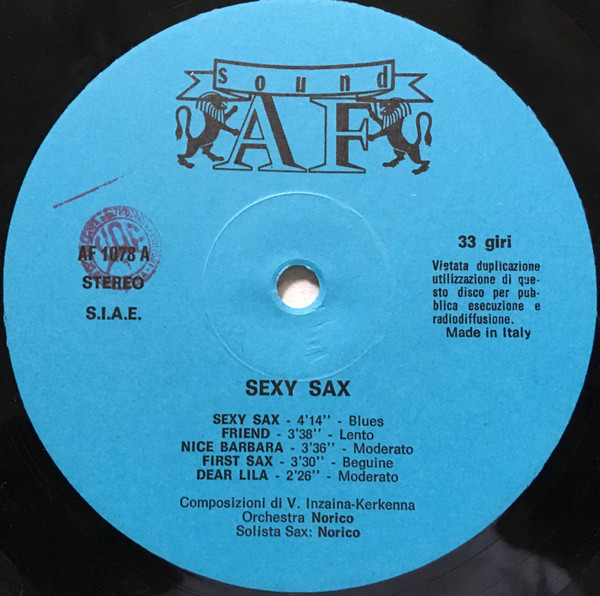 sound
AF
AF 1078 A
STEREO
S.I.A.E.
33 giri
Vietata duplicazione
utilizzazione di que-
sto disco per pub-
blica esecuzione e
radiodiffusione.
Made in Italy
SEXY SAX
SEXY SAX - 4'14'' - Blues
FRIEND - 3'38'' - Lento
NICE BARBARA - 3'36'' - Moderato
FIRST SAX - 3'30'' - Beguine
DEAR LILA - 2'26'' - Moderato
Composizioni di V. Inzaina-Kerkenna
Orchestra Norico
Solista Sax: Norico